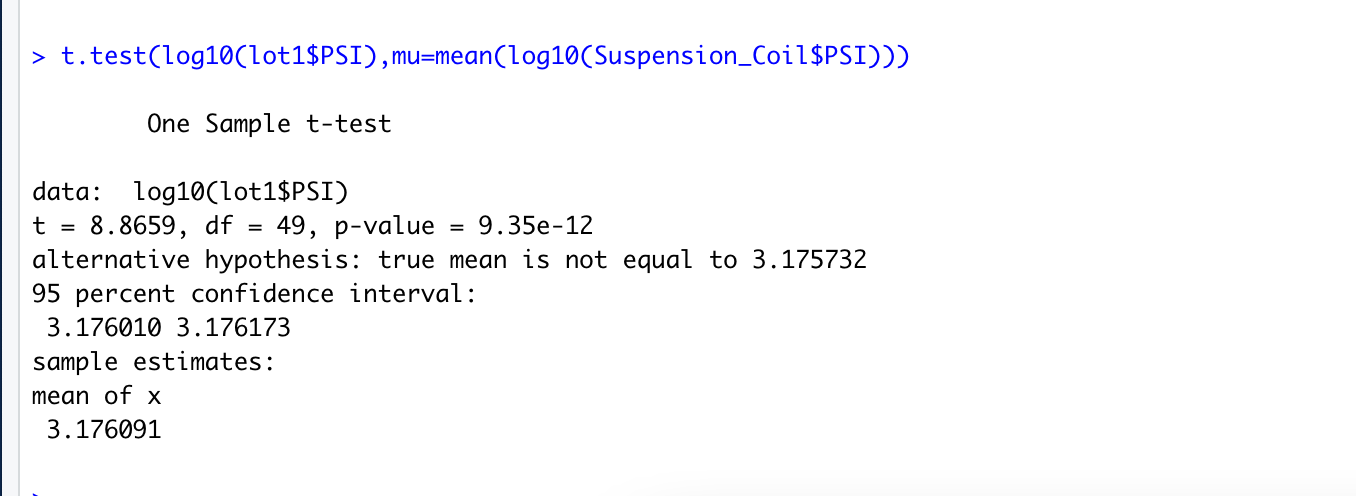 > t.test(log10(lot1$PSI),mu=mean(log10(Suspension_Coil$PSI)))
One Sample t-test
data:  log10(lot1$PSI)
t = 8.8659, df = 49, p-value = 9.35e-12
alternative hypothesis: true mean is not equal to 3.175732
95 percent confidence interval:
3.176010 3.176173
sample estimates:
mean of x
3.176091
>